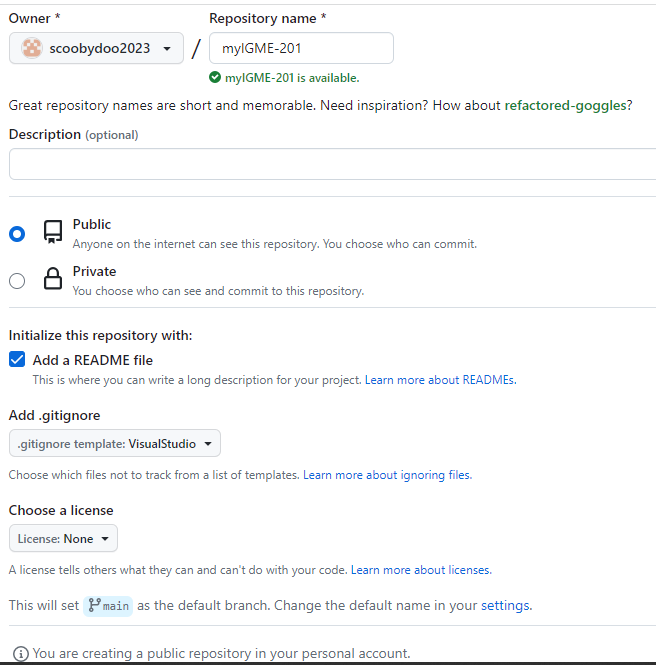 Owner * Repository name *
scoobydoo2023 / myIGME-201
myIGME-201 is available.
Great repository names are short and memorable. Need inspiration? How about refactored-goggles?
Description (optional)
Public
Anyone on the internet can see this repository. You choose who can commit.
Private
You choose who can see and commit to this repository.
Initialize this repository with:
Add a README file
This is where you can write a long description for your project. Learn more about READMEs.
Add .gitignore
.gitignore template: VisualStudio
Choose which files not to track from a list of templates. Learn more about ignoring files.
Choose a license
License: None
A license tells others what they can and can't do with your code. Learn more about licenses.
This will set main as the default branch. Change the default name in your settings.
You are creating a public repository in your personal account.